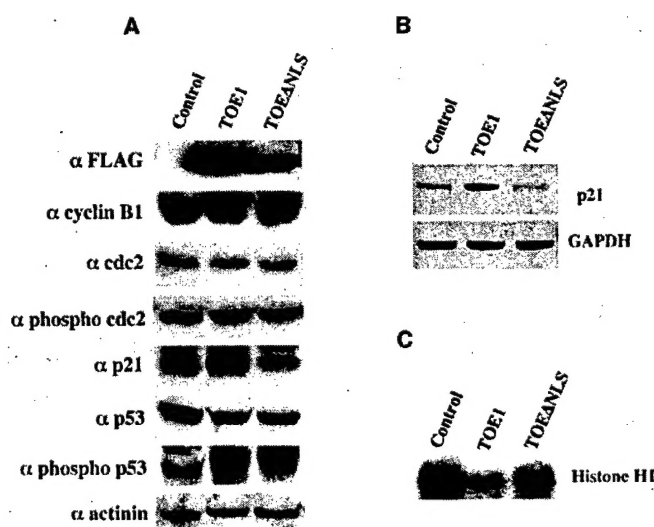 A
Control
TOE1
TOEΔNLS
α FLAG
α cyclin B1
α cdc2
α phospho cdc2
α p21
α p53
α phospho p53
α actinin
B
Control
TOE1
TOEΔNLS
p21
GAPDH
C
Control
TOE1
TOEΔNLS
Histone H1